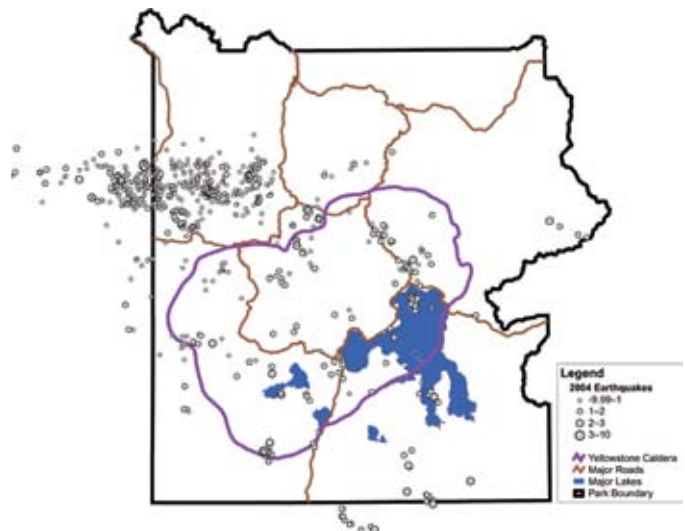 Legend
2004 Earthquakes
-9.99–1
1–2
2–3
3–10
Yellowstone Caldera
Major Roads
Major Lakes
Park Boundary